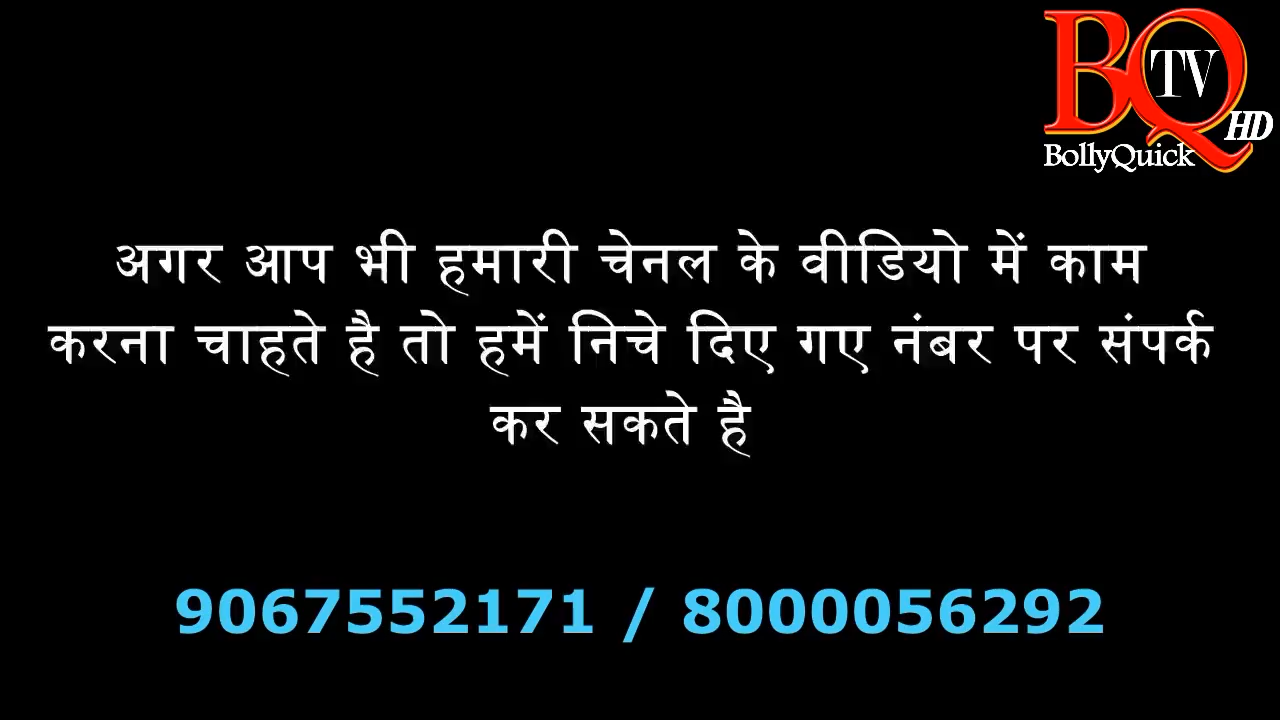 BQ TV HD
BollyQuick
अगर आप भी हमारी चेनल के वीडियो में काम
करना चाहते है तो हमें निचे दिए गए नंबर पर संपर्क
कर सकते है
9067552171 / 8000056292